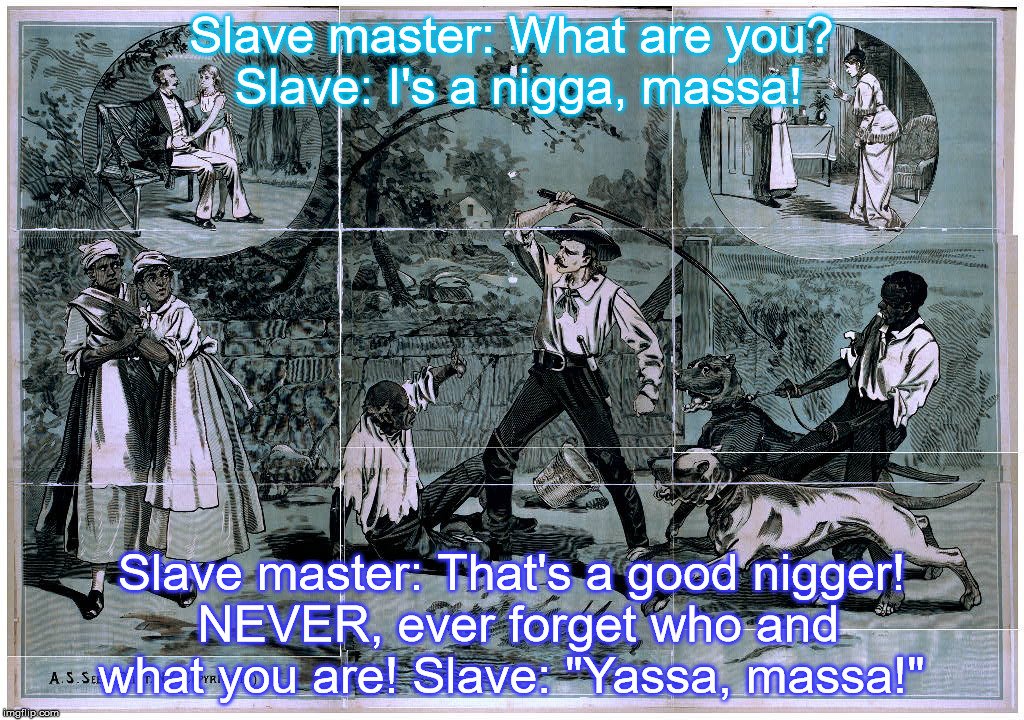 Slave master: What are you?
Slave: I's a nigga, massa!
Slave master: That's a good nigger!
NEVER, ever forget who and
what you are! Slave: "Yassa, massa!"
A.S.SE
imgflip.com